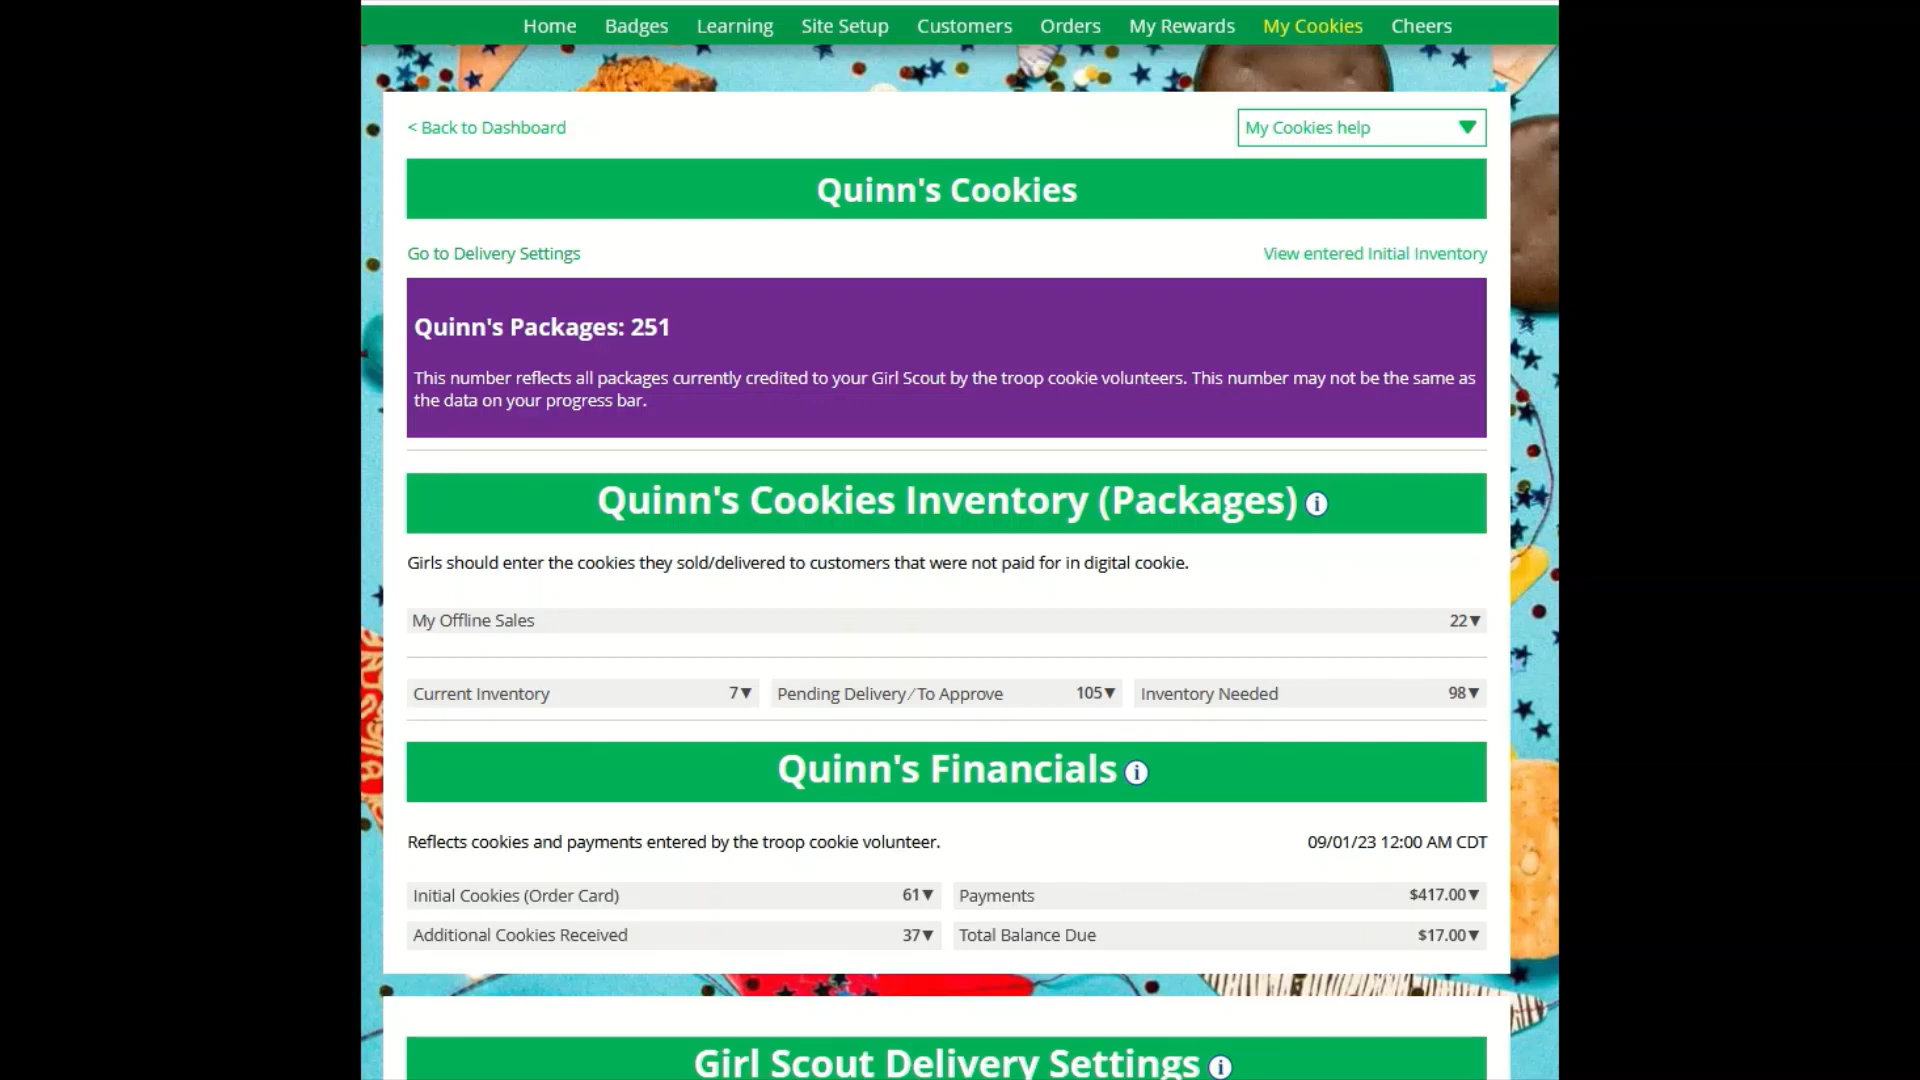 Home Badges Learning Site Setup Customers Orders My Rewards My Cookies Cheers
< Back to Dashboard
My Cookies help
Quinn's Cookies
Go to Delivery Settings
View entered Initial Inventory
Quinn's Packages: 251
This number reflects all packages currently credited to your Girl Scout by the troop cookie volunteers. This number may not be the same as
the data on your progress bar.
Quinn's Cookies Inventory (Packages)
Girls should enter the cookies they sold/delivered to customers that were not paid for in digital cookie.
My Offline Sales 22▼
Current Inventory 7▼
Pending Delivery/To Approve 105▼
Inventory Needed 98▼
Quinn's Financials
Reflects cookies and payments entered by the troop cookie volunteer.
09/01/23 12:00 AM CDT
Initial Cookies (Order Card) 61▼
Payments $417.00▼
Additional Cookies Received 37▼
Total Balance Due $17.00▼
Girl Scout Delivery Settings